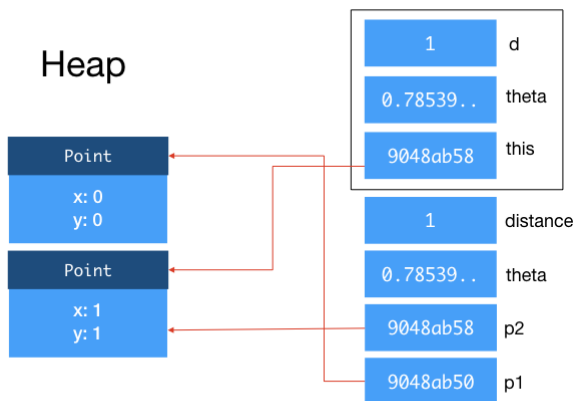 Heap
Point
x: 0
y: 0
Point
x: 1
y: 1
1 d
0.78539.. theta
9048ab58 this
1 distance
0.78539.. theta
9048ab58 p2
9048ab50 p1